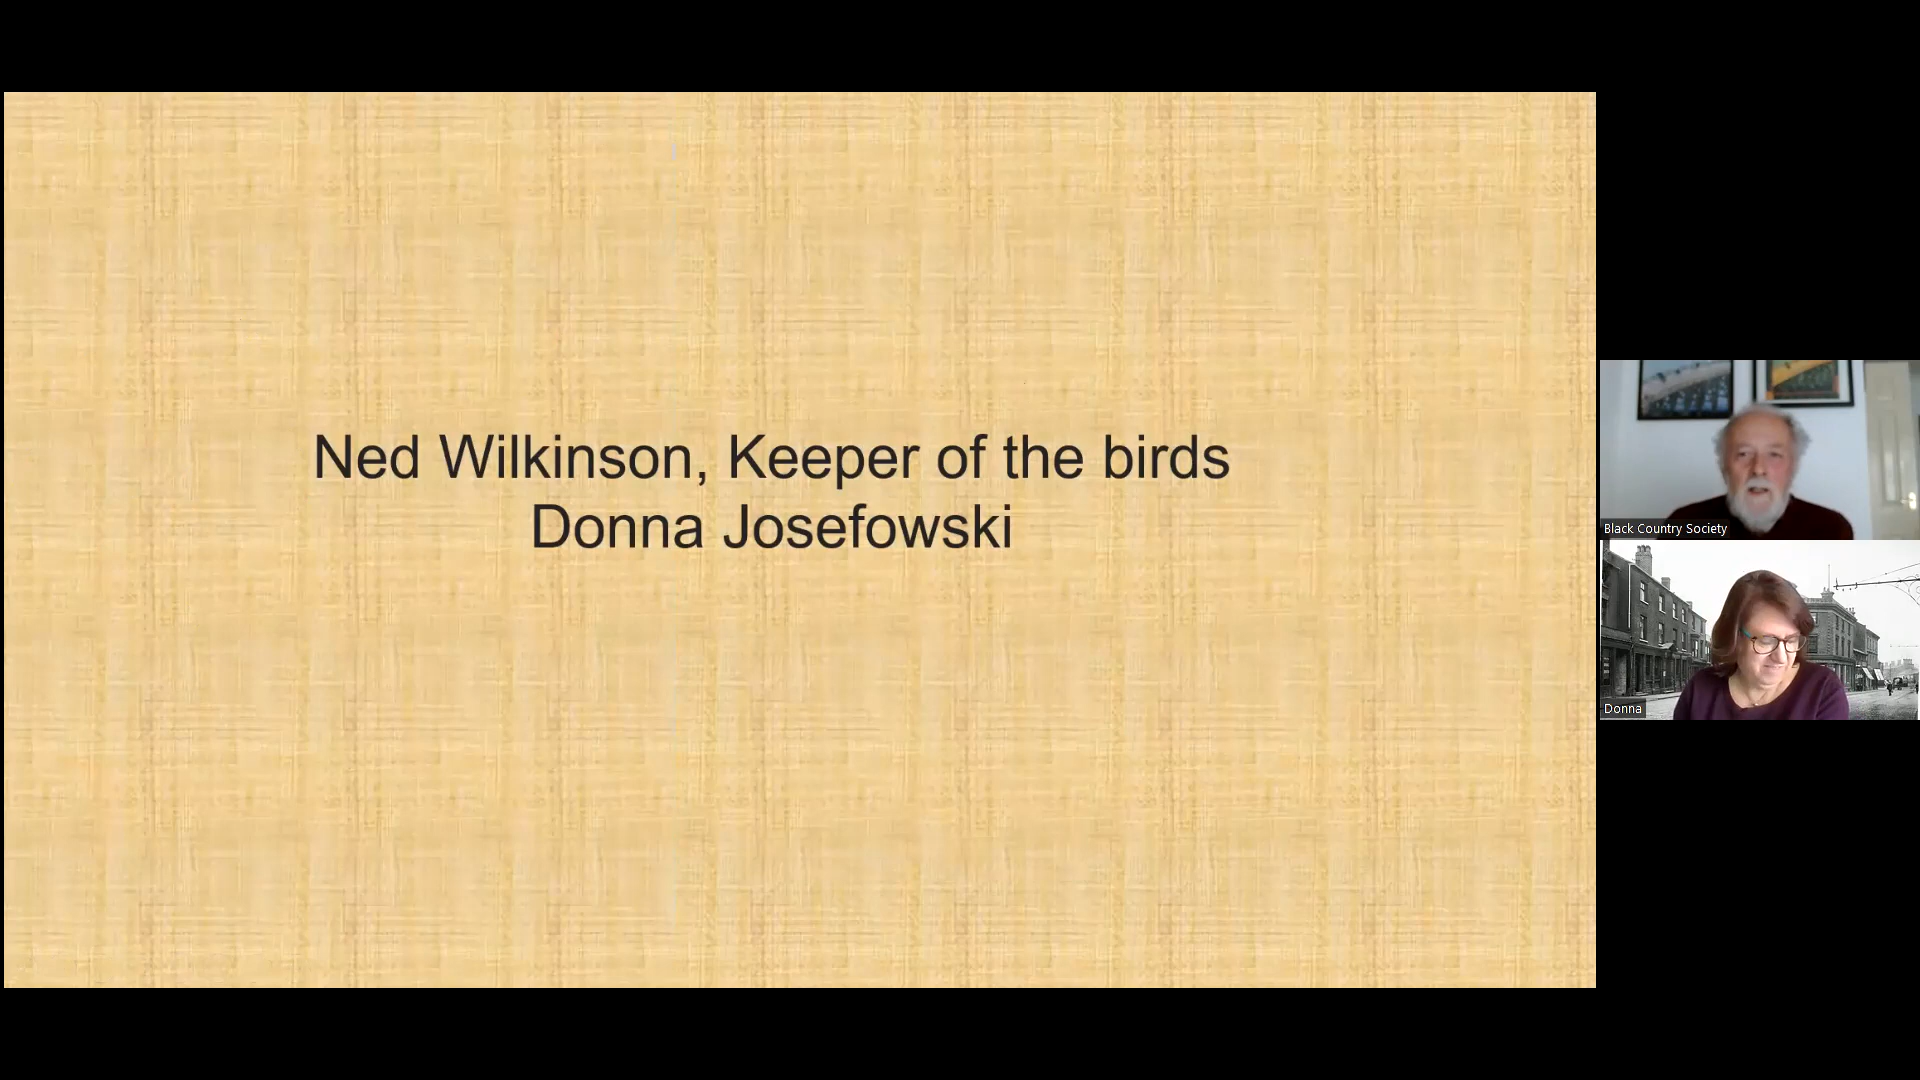 Ned Wilkinson, Keeper of the birds
Donna Josefowski
Black Country Society
Donna